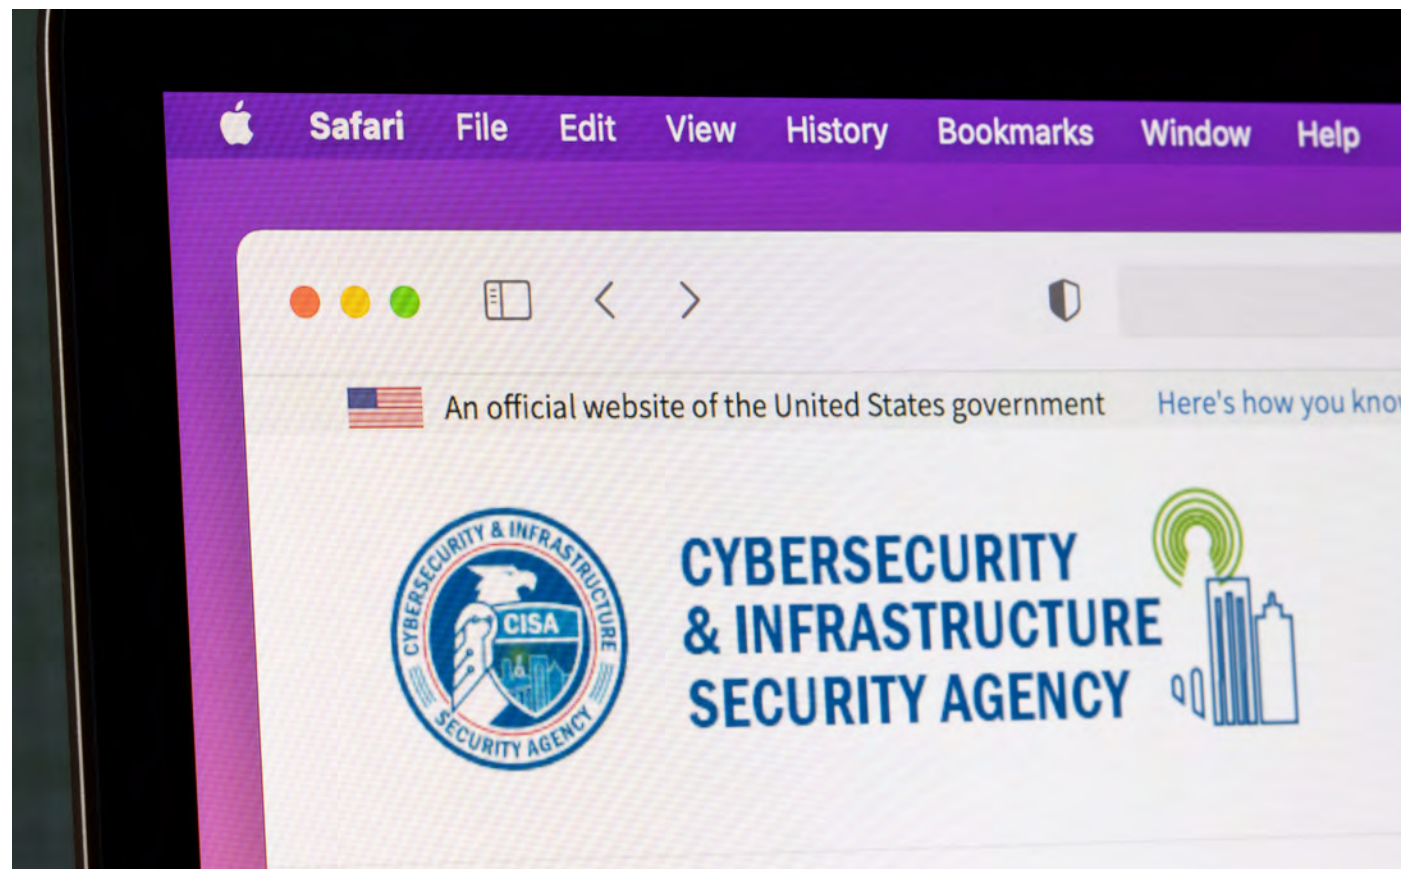 Safari File Edit View History Bookmarks Window Help
An official website of the United States government Here's how you know
CYBERSECURITY & INFRASTRUCTURE
CISA
SECURITY AGENCY
CYBERSECURITY
& INFRASTRUCTURE
SECURITY AGENCY